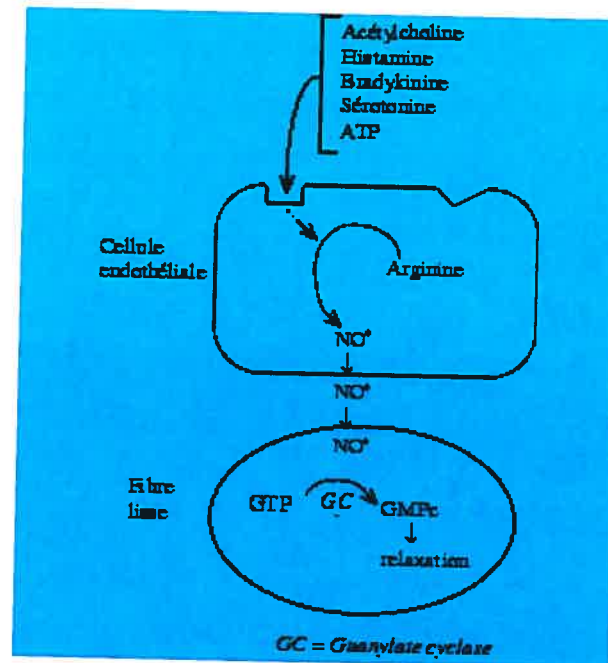 Acétylcholine
Histamine
Bradykinine
Sérotonine
ATP
Cellule
endothéliale
Arginine
NO*
NO*
NO*
Fibre
lisse
GTP GC GMPc
relaxation
GC = Guanylate cyclase